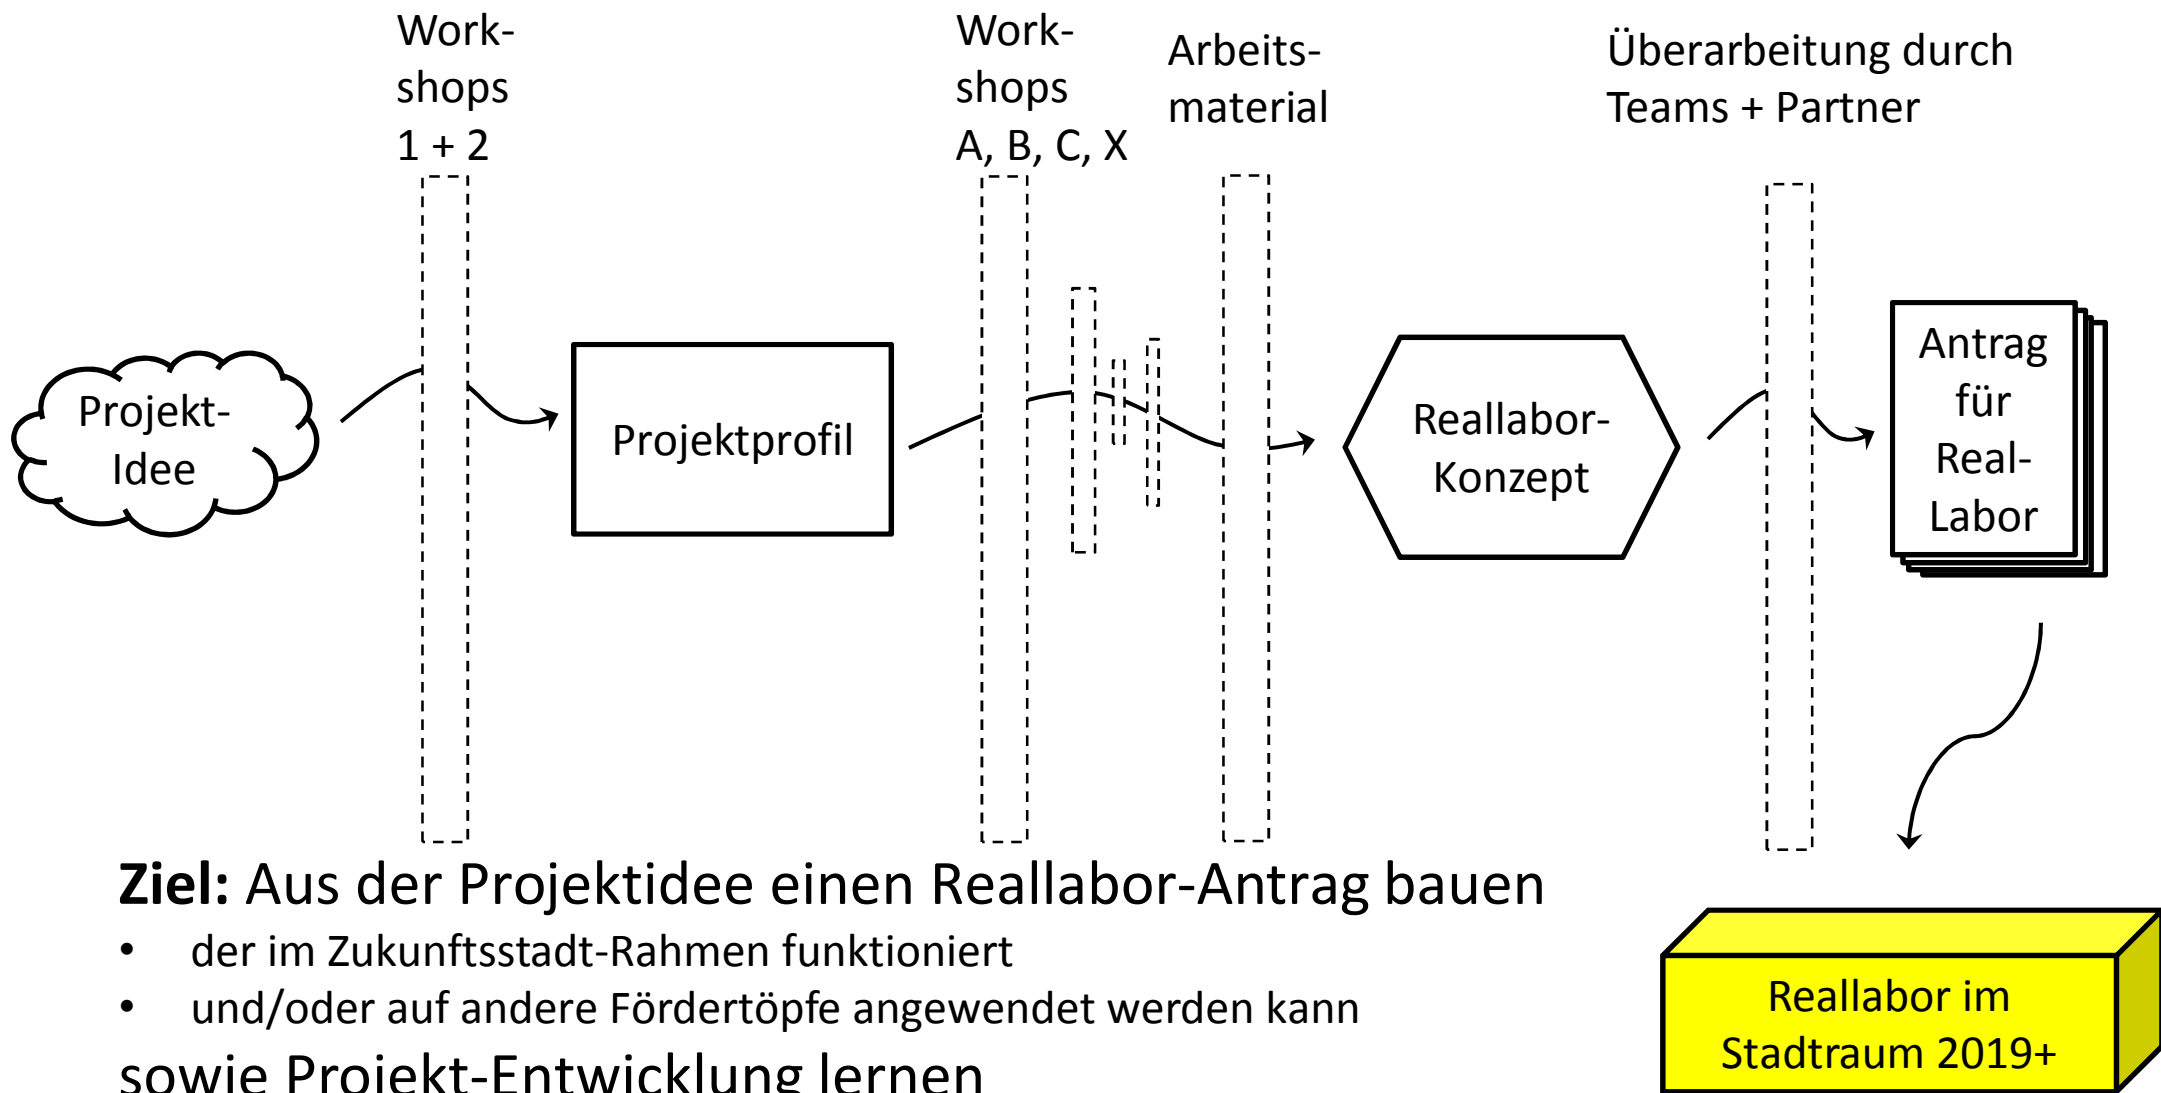 Work-
shops
1 + 2
Work-
shops
A, B, C, X
Arbeits-
material
Überarbeitung durch
Teams + Partner
Projekt-
Idee
Projektprofil
Reallabor-
Konzept
Antrag
für
Real-
Labor
Ziel: Aus der Projektidee einen Reallabor-Antrag bauen
• der im Zukunftsstadt-Rahmen funktioniert
• und/oder auf andere Fördertöpfe angewendet werden kann
sowie Projekt-Entwicklung lernen
Reallabor im
Stadtraum 2019+